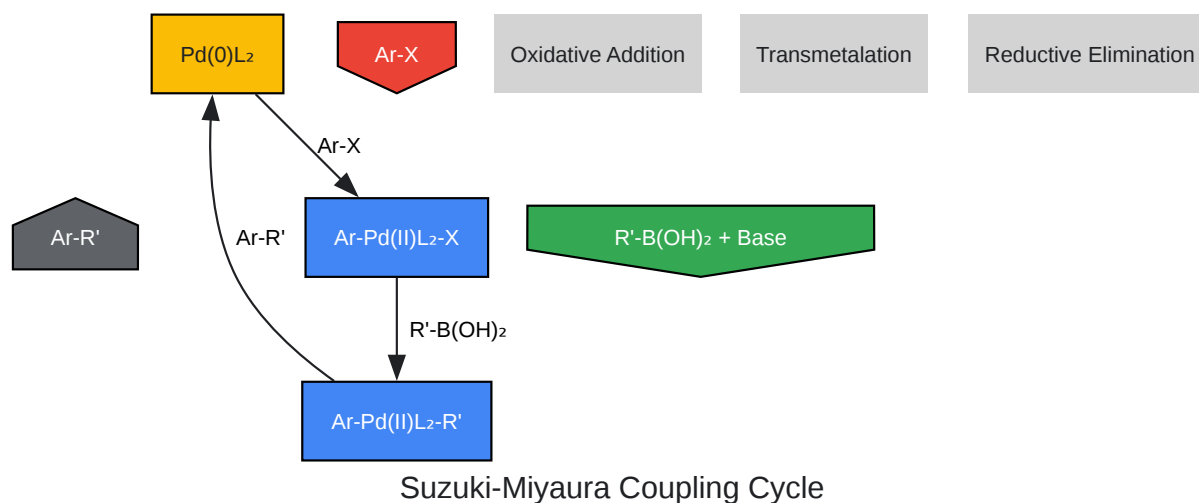 Pd(0)L₂
Ar-X
Oxidative Addition
Transmetalation
Reductive Elimination
Ar-X
Ar-R'
Ar-R'
Ar-Pd(II)L₂-X
R'-B(OH)₂ + Base
R'-B(OH)₂
Ar-Pd(II)L₂-R'
Suzuki-Miyaura Coupling Cycle